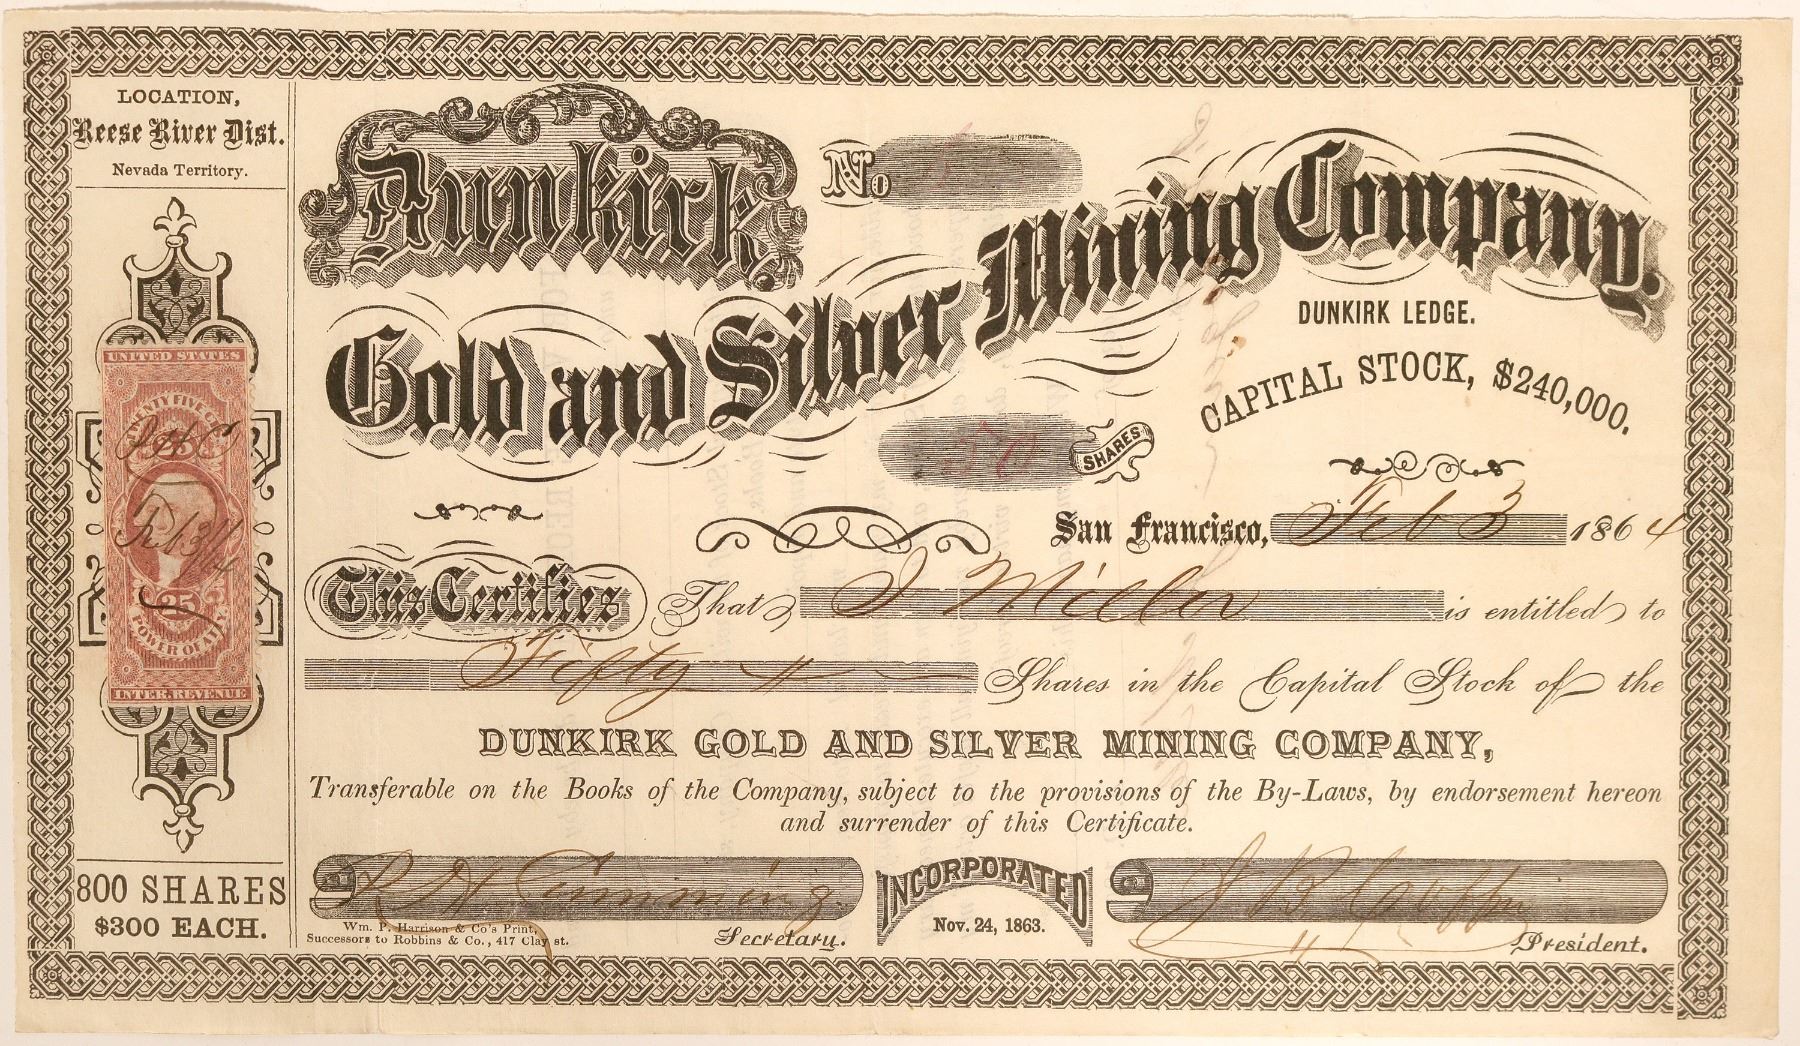 LOCATION,
Reese River Dist.
Nevada Territory.
UNITED STATES
TWENTY FIVE
25
25
POWER OF AT'Y
INTER. REVENUE
800 SHARES
$300 EACH.
Dunkirk
No.
Gold and Silver Mining Company.
DUNKIRK LEDGE.
CAPITAL STOCK, $240,000.
50 SHARES
San Francisco, Feb 3 1864
This Certifies That J Miller is entitled to
Fifty Shares in the Capital Stock of the
DUNKIRK GOLD AND SILVER MINING COMPANY,
Transferable on the Books of the Company, subject to the provisions of the By-Laws, by endorsement hereon
and surrender of this Certificate.
R H Cumming
Secretary.
Wm. P. Harrison & Co's Print,
Successors to Robbins & Co., 417 Clay st.
INCORPORATED
Nov. 24, 1863.
J B
President.